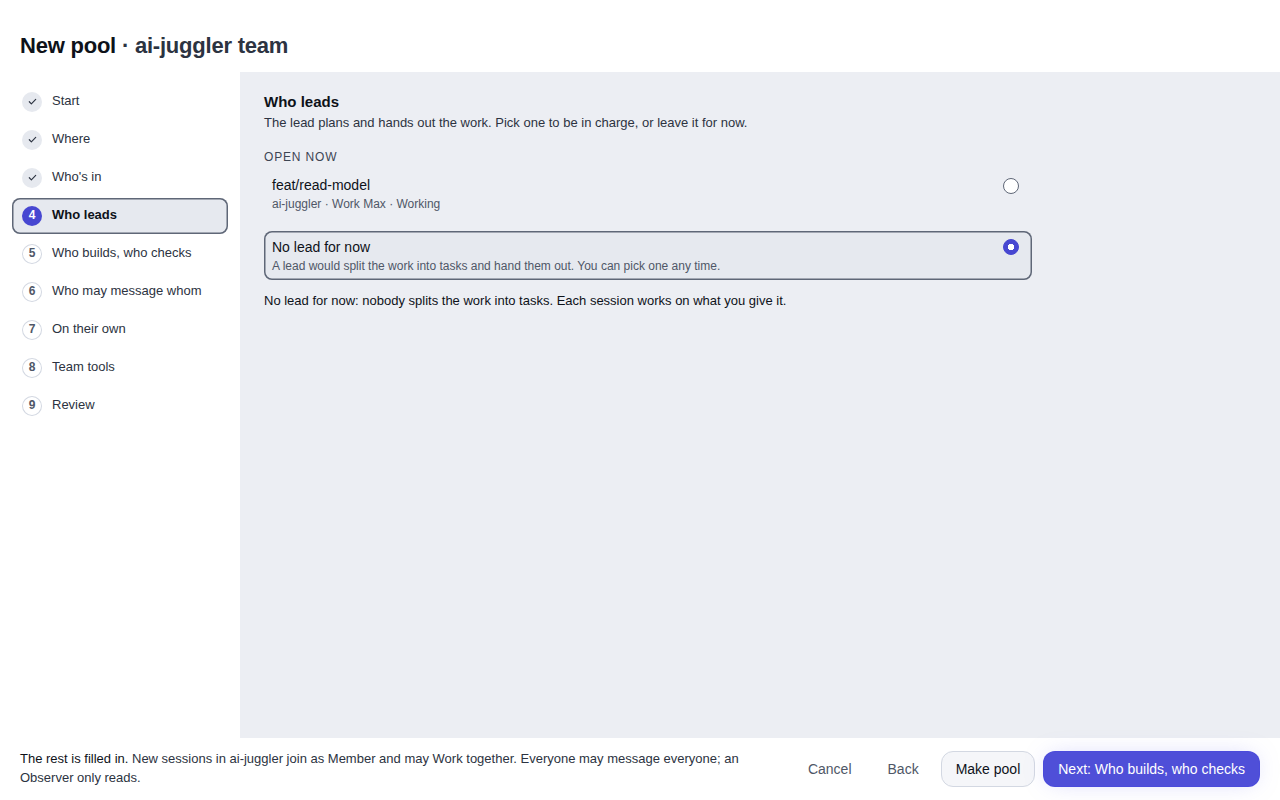 New pool · ai-juggler team
Start
Where
Who's in
4 Who leads
5 Who builds, who checks
6 Who may message whom
7 On their own
8 Team tools
9 Review
Who leads
The lead plans and hands out the work. Pick one to be in charge, or leave it for now.
OPEN NOW
feat/read-model
ai-juggler · Work Max · Working
No lead for now
A lead would split the work into tasks and hand them out. You can pick one any time.
No lead for now: nobody splits the work into tasks. Each session works on what you give it.
The rest is filled in. New sessions in ai-juggler join as Member and may Work together. Everyone may message everyone; an
Observer only reads.
Cancel
Back
Make pool
Next: Who builds, who checks